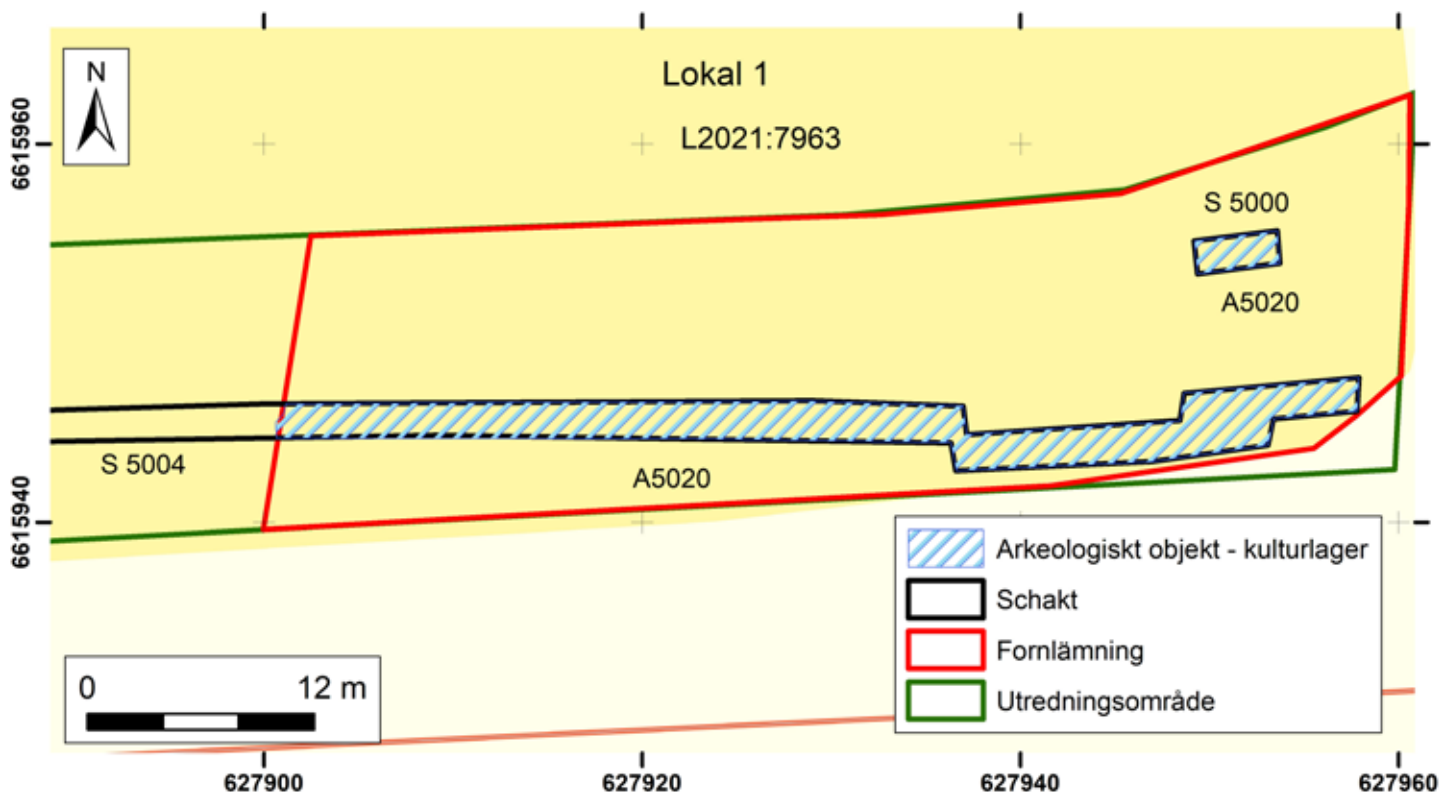 N
Lokal 1
L2021:7963
6615960
S 5000
A5020
S 5004
A5020
6615940
Arkeologiskt objekt - kulturlager
Schakt
Fornlämning
Utredningsområde
0 12 m
627900 627920 627940 627960